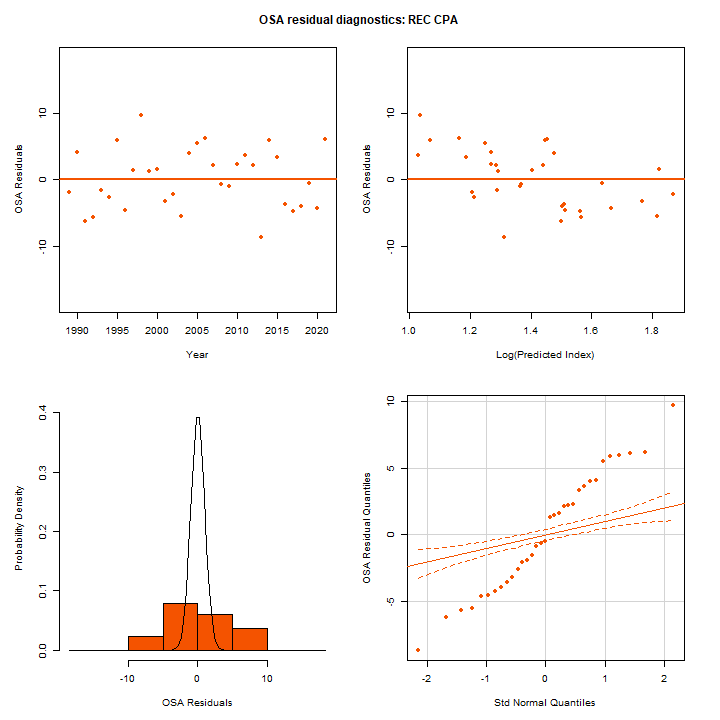 OSA residual diagnostics: REC CPA
OSA Residuals
10
0
-10
1990 1995 2000 2005 2010 2015 2020
Year
OSA Residuals
10
0
-10
1.0 1.2 1.4 1.6 1.8
Log(Predicted Index)
Probability Density
0.4
0.3
0.2
0.1
0.0
-10 0 10
OSA Residuals
OSA Residual Quantiles
10
5
0
-5
-2 -1 0 1 2
Std Normal Quantiles